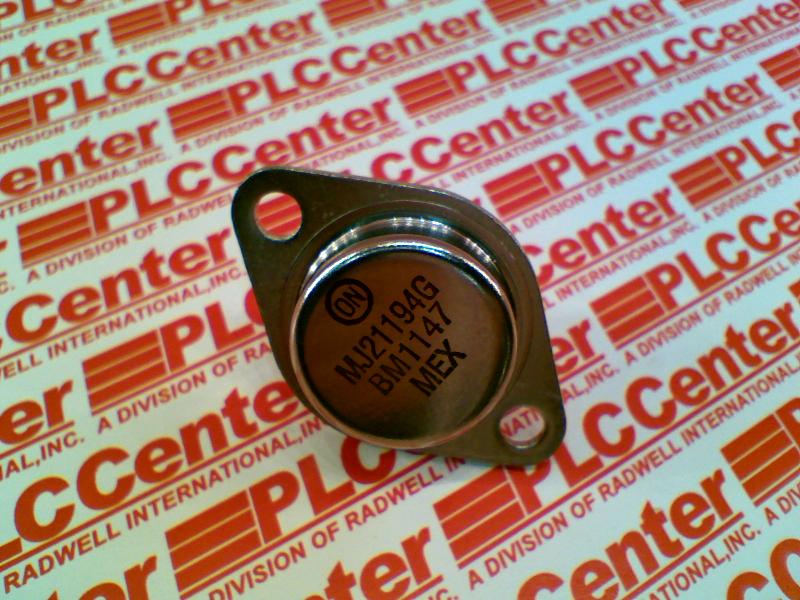 ON
MJ21194G
BM1147
MEX
PLCCenter
A DIVISION OF RADWELL INTERNATIONAL, INC.